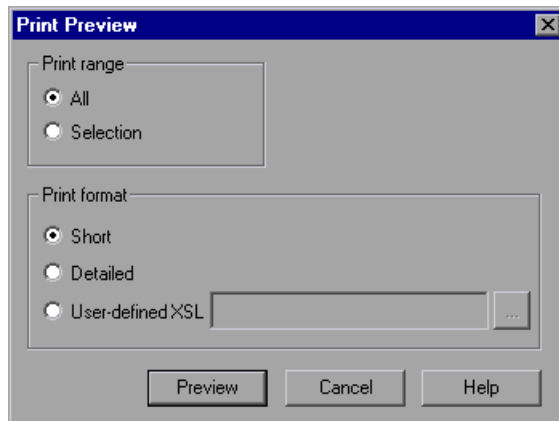 Print Preview
Print range
All
Selection
Print format
Short
Detailed
User-defined XSL ...
Preview Cancel Help